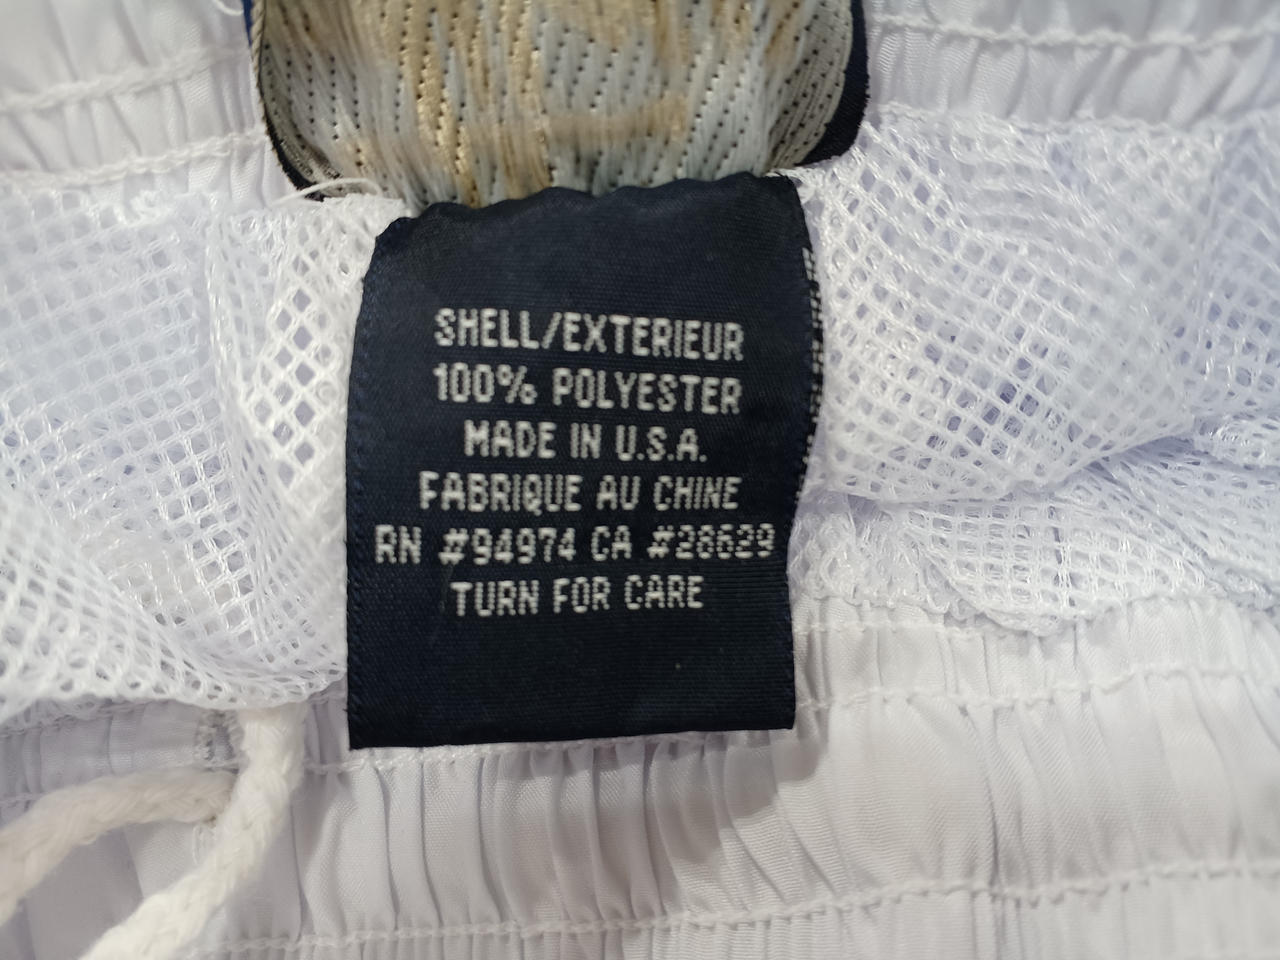 SHELL/EXTERIEUR
100% POLYESTER
MADE IN U.S.A.
FABRIQUE AU CHINE
RN #94974 CA #28629
TURN FOR CARE